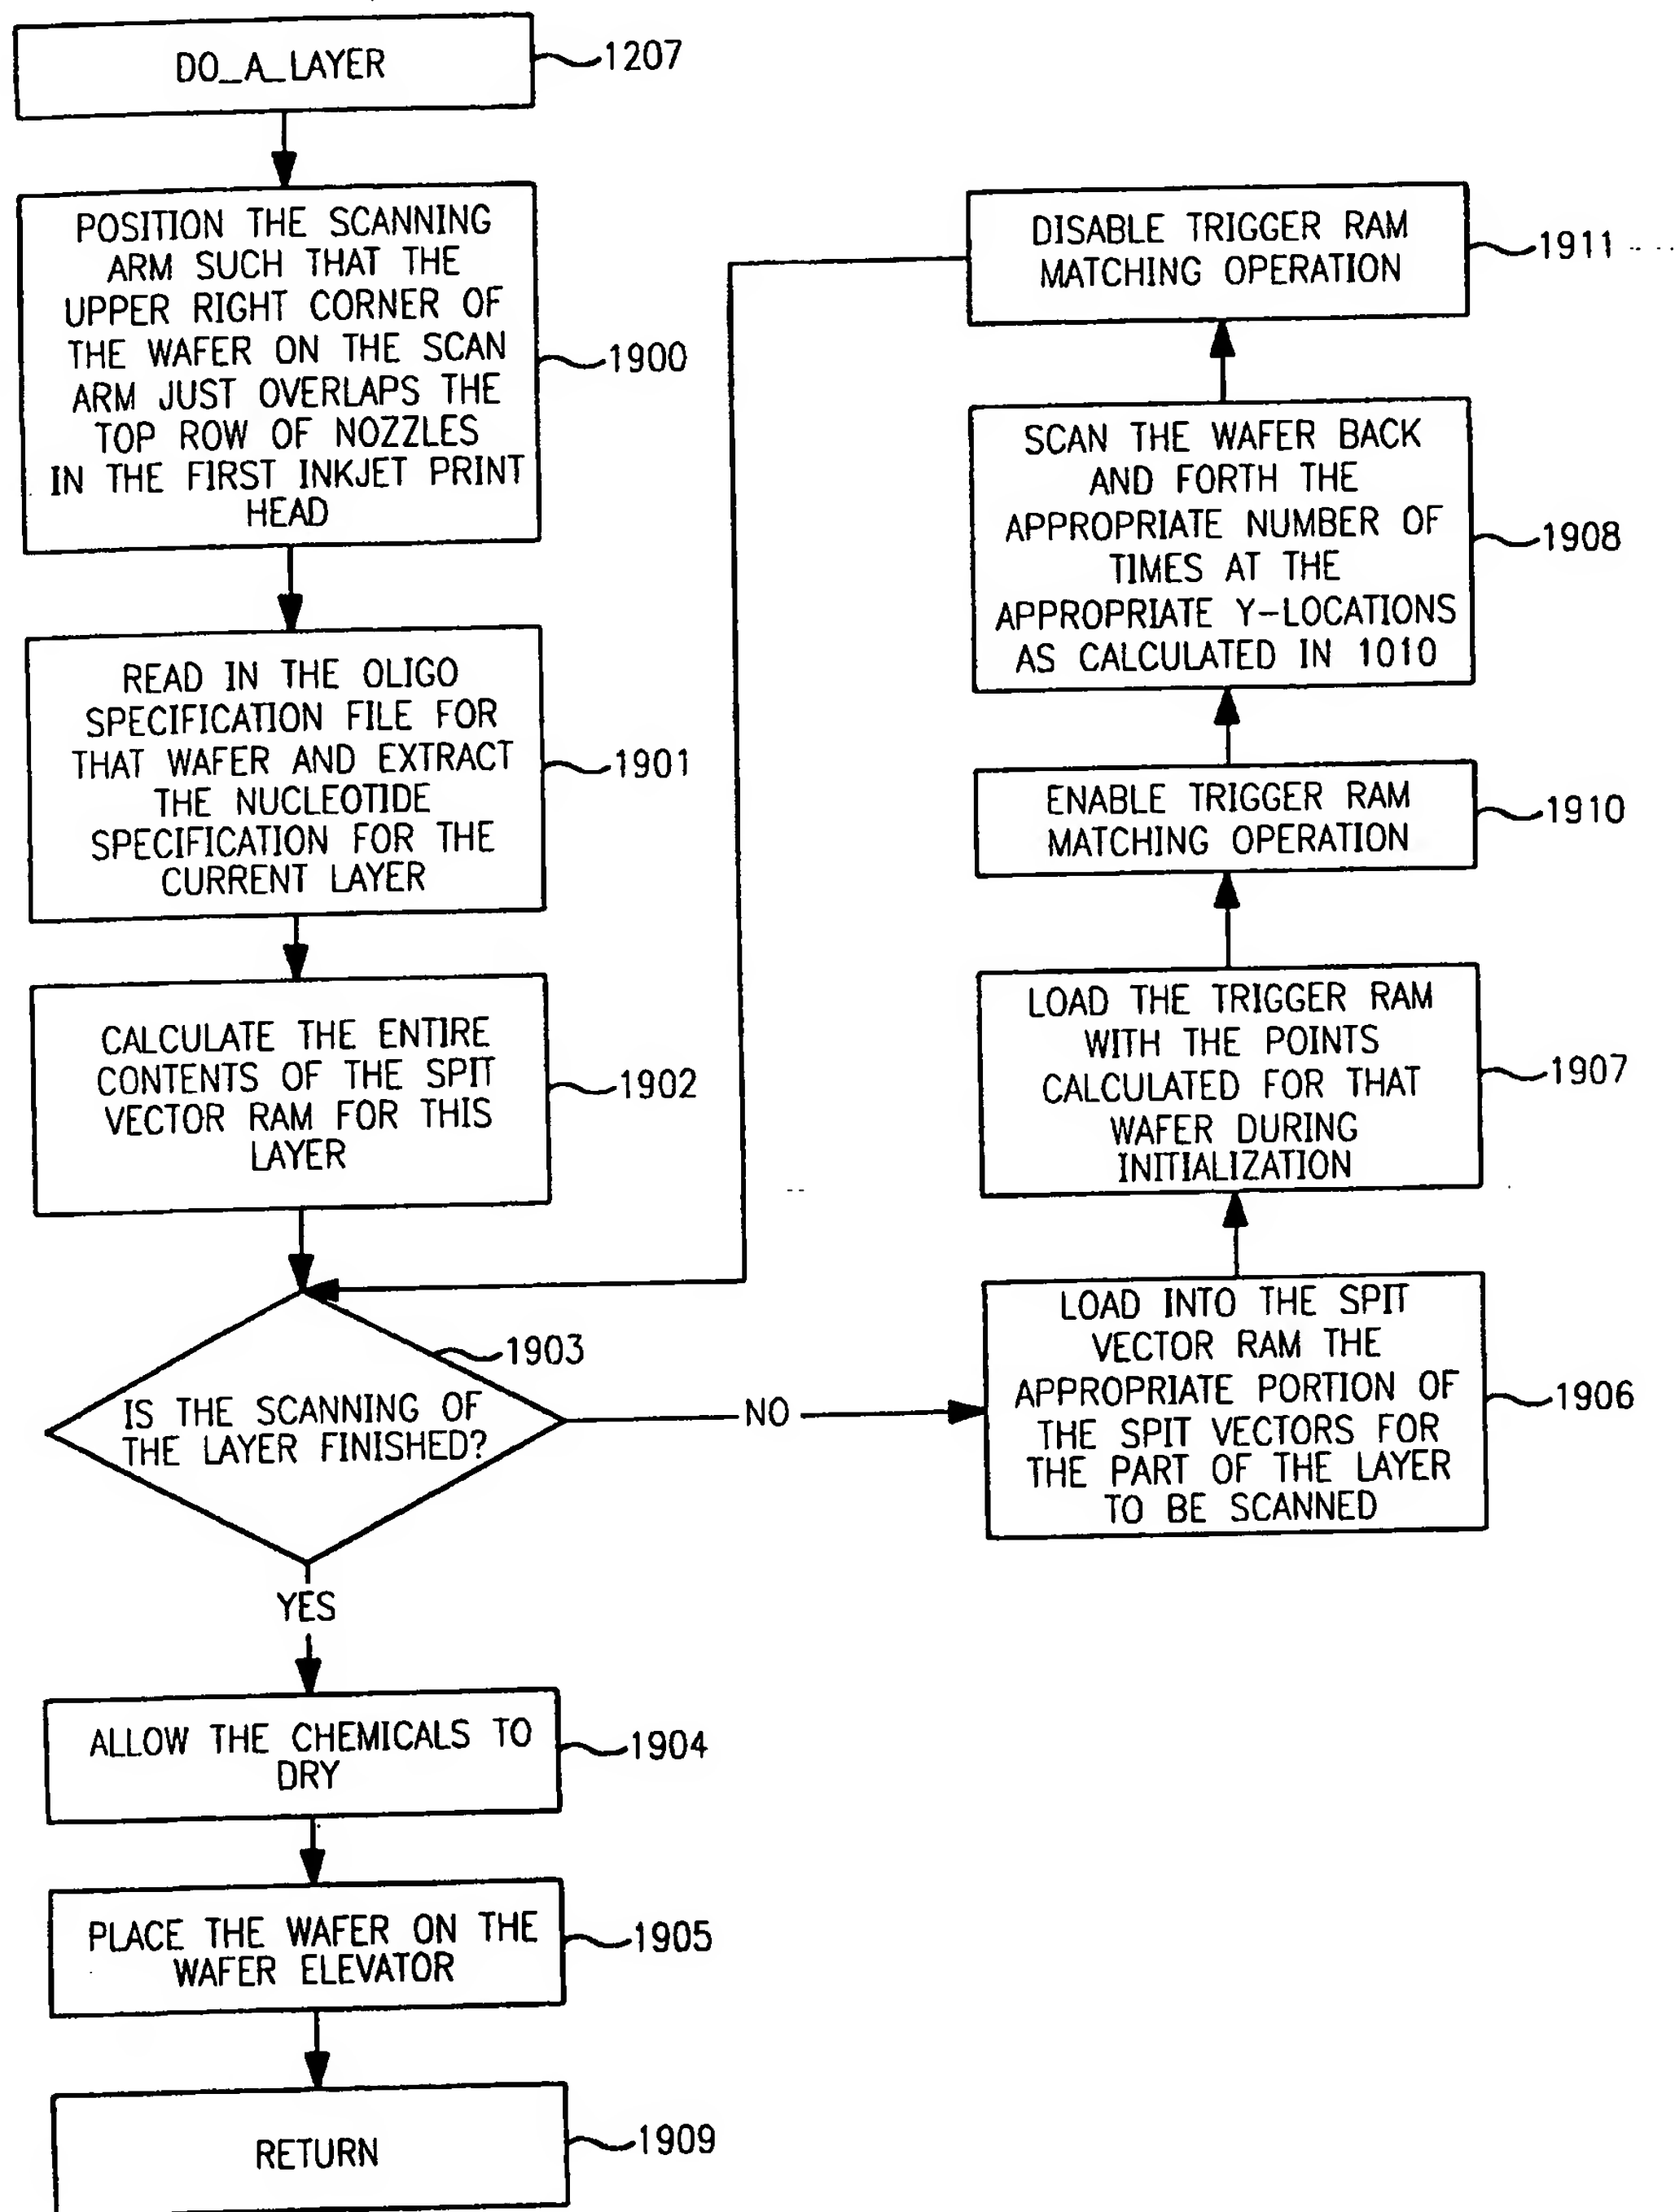 DO_A_LAYER
1207
POSITION THE SCANNING
ARM SUCH THAT THE
UPPER RIGHT CORNER OF
THE WAFER ON THE SCAN
ARM JUST OVERLAPS THE
TOP ROW OF NOZZLES
IN THE FIRST INKJET PRINT
HEAD
1900
READ IN THE OLIGO
SPECIFICATION FILE FOR
THAT WAFER AND EXTRACT
THE NUCLEOTIDE
SPECIFICATION FOR THE
CURRENT LAYER
1901
CALCULATE THE ENTIRE
CONTENTS OF THE SPIT
VECTOR RAM FOR THIS
LAYER
1902
1903
IS THE SCANNING OF
THE LAYER FINISHED?
NO
YES
ALLOW THE CHEMICALS TO
DRY
1904
PLACE THE WAFER ON THE
WAFER ELEVATOR
1905
RETURN
1909
DISABLE TRIGGER RAM
MATCHING OPERATION
1911
SCAN THE WAFER BACK
AND FORTH THE
APPROPRIATE NUMBER OF
TIMES AT THE
APPROPRIATE Y-LOCATIONS
AS CALCULATED IN 1010
1908
ENABLE TRIGGER RAM
MATCHING OPERATION
1910
LOAD THE TRIGGER RAM
WITH THE POINTS
CALCULATED FOR THAT
WAFER DURING
INITIALIZATION
1907
LOAD INTO THE SPIT
VECTOR RAM THE
APPROPRIATE PORTION OF
THE SPIT VECTORS FOR
THE PART OF THE LAYER
TO BE SCANNED
1906